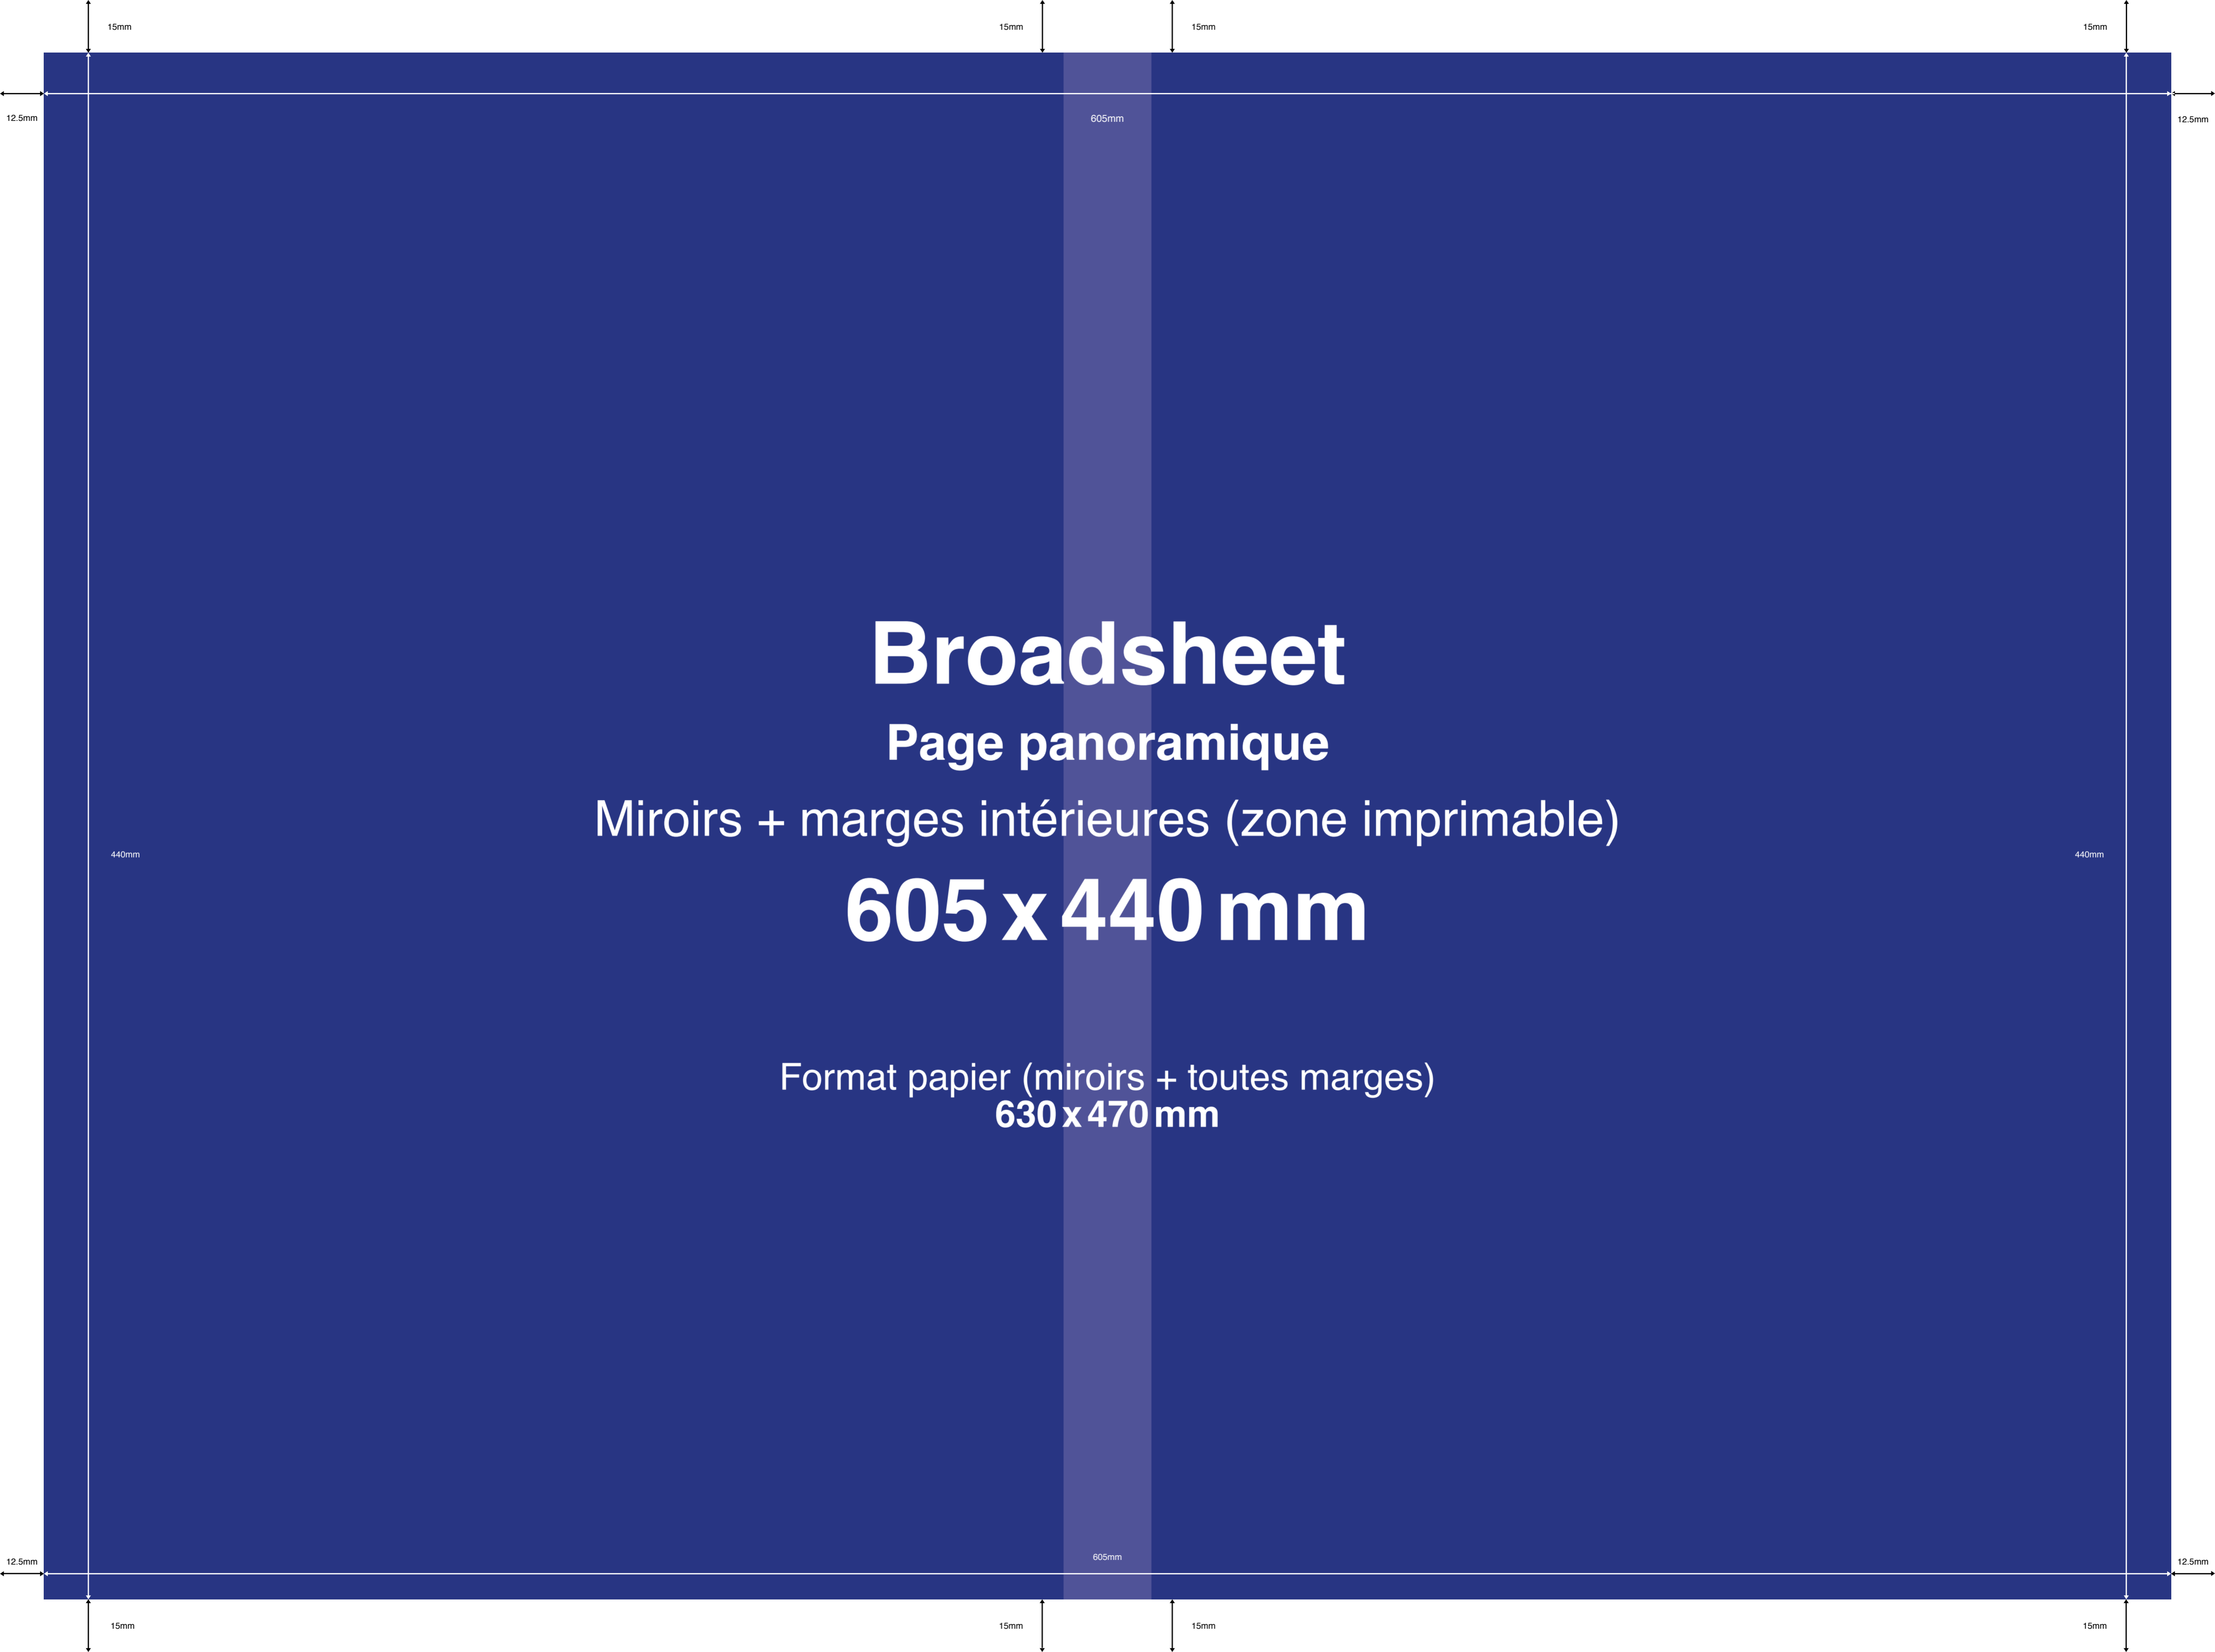 15mm 15mm 15mm 15mm
12.5mm 605mm 12.5mm
Broadsheet
Page panoramique
Miroirs + marges intérieures (zone imprimable)
440mm 440mm
605 x 440 mm
Format papier (miroirs + toutes marges)
630 x 470 mm
12.5mm 605mm 12.5mm
15mm 15mm 15mm 15mm